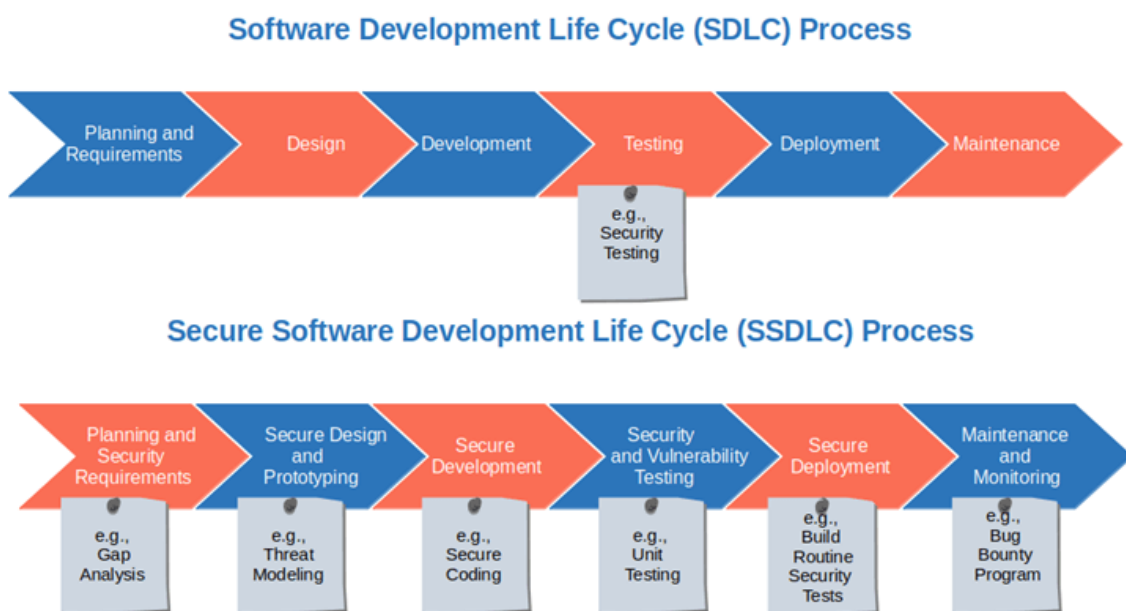 Software Development Life Cycle (SDLC) Process
Planning and
Requirements
Design
Development
Testing
Deployment
Maintenance
e.g.,
Security
Testing
Secure Software Development Life Cycle (SSDLC) Process
Planning and
Security
Requirements
Secure Design
and
Prototyping
Secure
Development
Security
and Vulnerability
Testing
Secure
Deployment
Maintenance
and
Monitoring
e.g.,
Gap
Analysis
e.g.,
Threat
Modeling
e.g.,
Secure
Coding
e.g.,
Unit
Testing
e.g.,
Build
Routine
Security
Tests
e.g.,
Bug
Bounty
Program